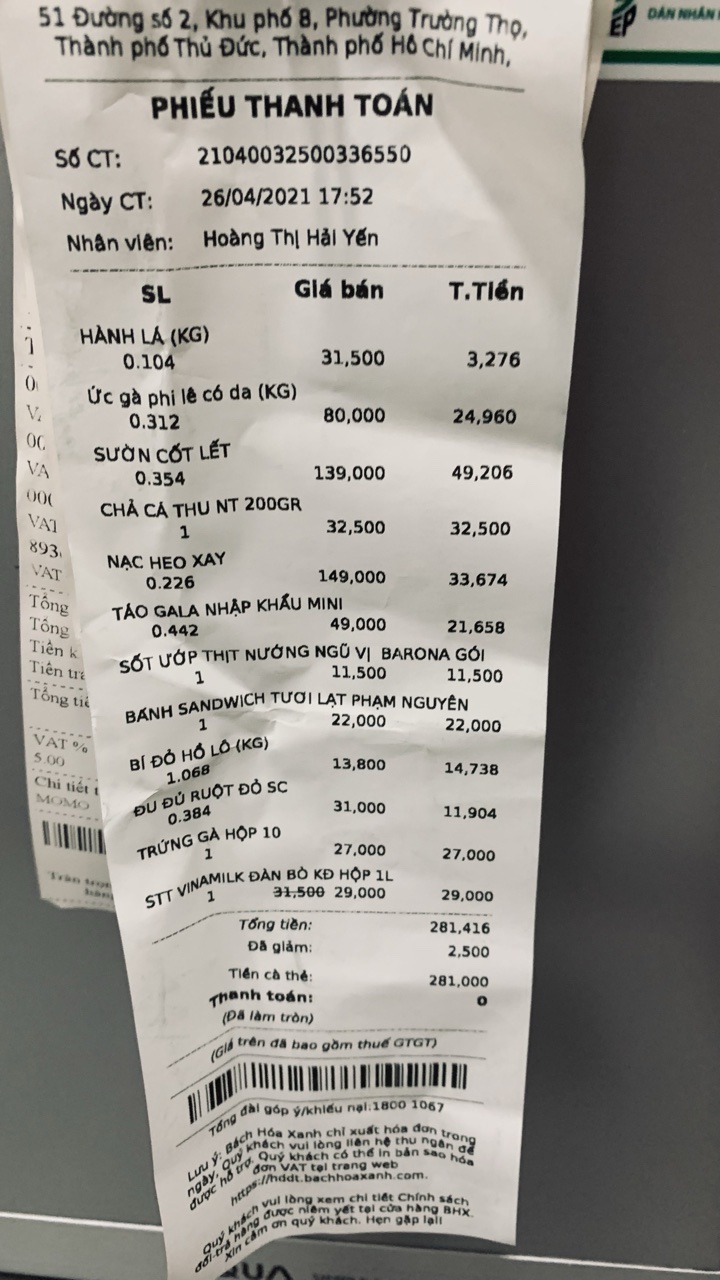 51 Đường số 2, Khu phố 8, Phường Trường Thọ,
Thành phố Thủ Đức, Thành phố Hồ Chí Minh,
PHIẾU THANH TOÁN
Số CT: 21040032500336550
Ngày CT: 26/04/2021 17:52
Nhân viên: Hoàng Thị Hải Yến
SL Giá bán T.Tiền
HÀNH LÁ (KG)
0.104 31,500 3,276
Ức gà phi lê có da (KG)
0.312 80,000 24,960
SƯỜN CỐT LẾT
0.354 139,000 49,206
CHẢ CÁ THU NT 200GR
1 32,500 32,500
NẠC HEO XAY
0.226 149,000 33,674
TÁO GALA NHẬP KHẨU MINI
0.442 49,000 21,658
SỐT ƯỚP THỊT NƯỚNG NGŨ VỊ BARONA GÓI
1 11,500 11,500
BÁNH SANDWICH TƯƠI LẠT PHẠM NGUYÊN
1 22,000 22,000
BÍ ĐỎ HỒ LÔ (KG)
1.068 13,800 14,738
ĐU ĐỦ RUỘT ĐỎ SC
0.384 31,000 11,904
TRỨNG GÀ HỘP 10
1 27,000 27,000
STT VINAMILK ĐÀN BÒ KĐ HỘP 1L
1 31,500 29,000 29,000
Tổng tiền: 281,416
Đã giảm: 2,500
Tiền cà thẻ: 281,000
Thanh toán: 0
(Đã làm tròn)
(Giá trên đã bao gồm thuế GTGT)
Tổng đài góp ý/khiếu nại:1800 1067
Lưu ý: Bách Hóa Xanh chỉ xuất hóa đơn trong
ngày, Quý khách vui lòng liên hệ thu ngân để
được hỗ trợ. Quý khách có thể in bản sao hóa
đơn VAT tại trang web
https://hddt.bachhoaxanh.com.
Quý khách vui lòng xem chi tiết Chính sách
đổi-trả hàng được niêm yết tại cửa hàng BHX.
Xin cảm ơn quý khách. Hẹn gặp lại!
VAT
893
VAT
Tổng
Tổng
Tiền k
Tiền trả
Tổng tiề
VAT %
5.00
Chi tiết t
MOMO
EP DÁN NHÃN